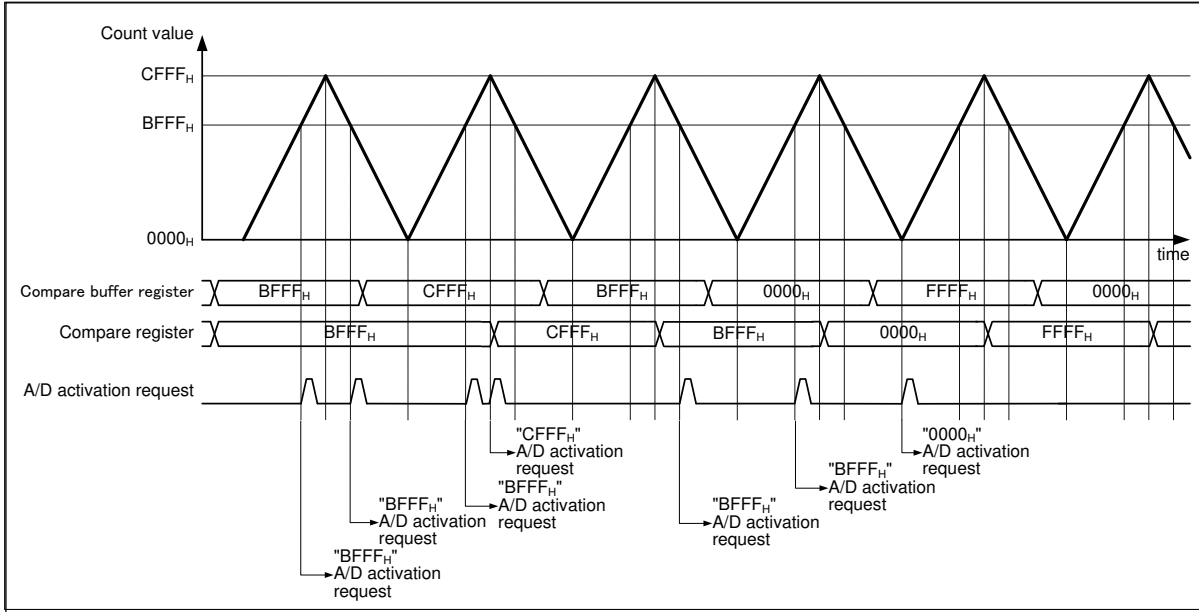 Count value
CFFFH
BFFFH
0000H
time
Compare buffer register
BFFFH CFFFH BFFFH 0000H FFFFH 0000H
Compare register
BFFFH CFFFH BFFFH 0000H FFFFH
A/D activation request
"CFFFH"
A/D activation
request
"0000H"
A/D activation
request
"BFFFH"
A/D activation
request
"BFFFH"
A/D activation
request
"BFFFH"
A/D activation
request
"BFFFH"
A/D activation
request
"BFFFH"
A/D activation
request